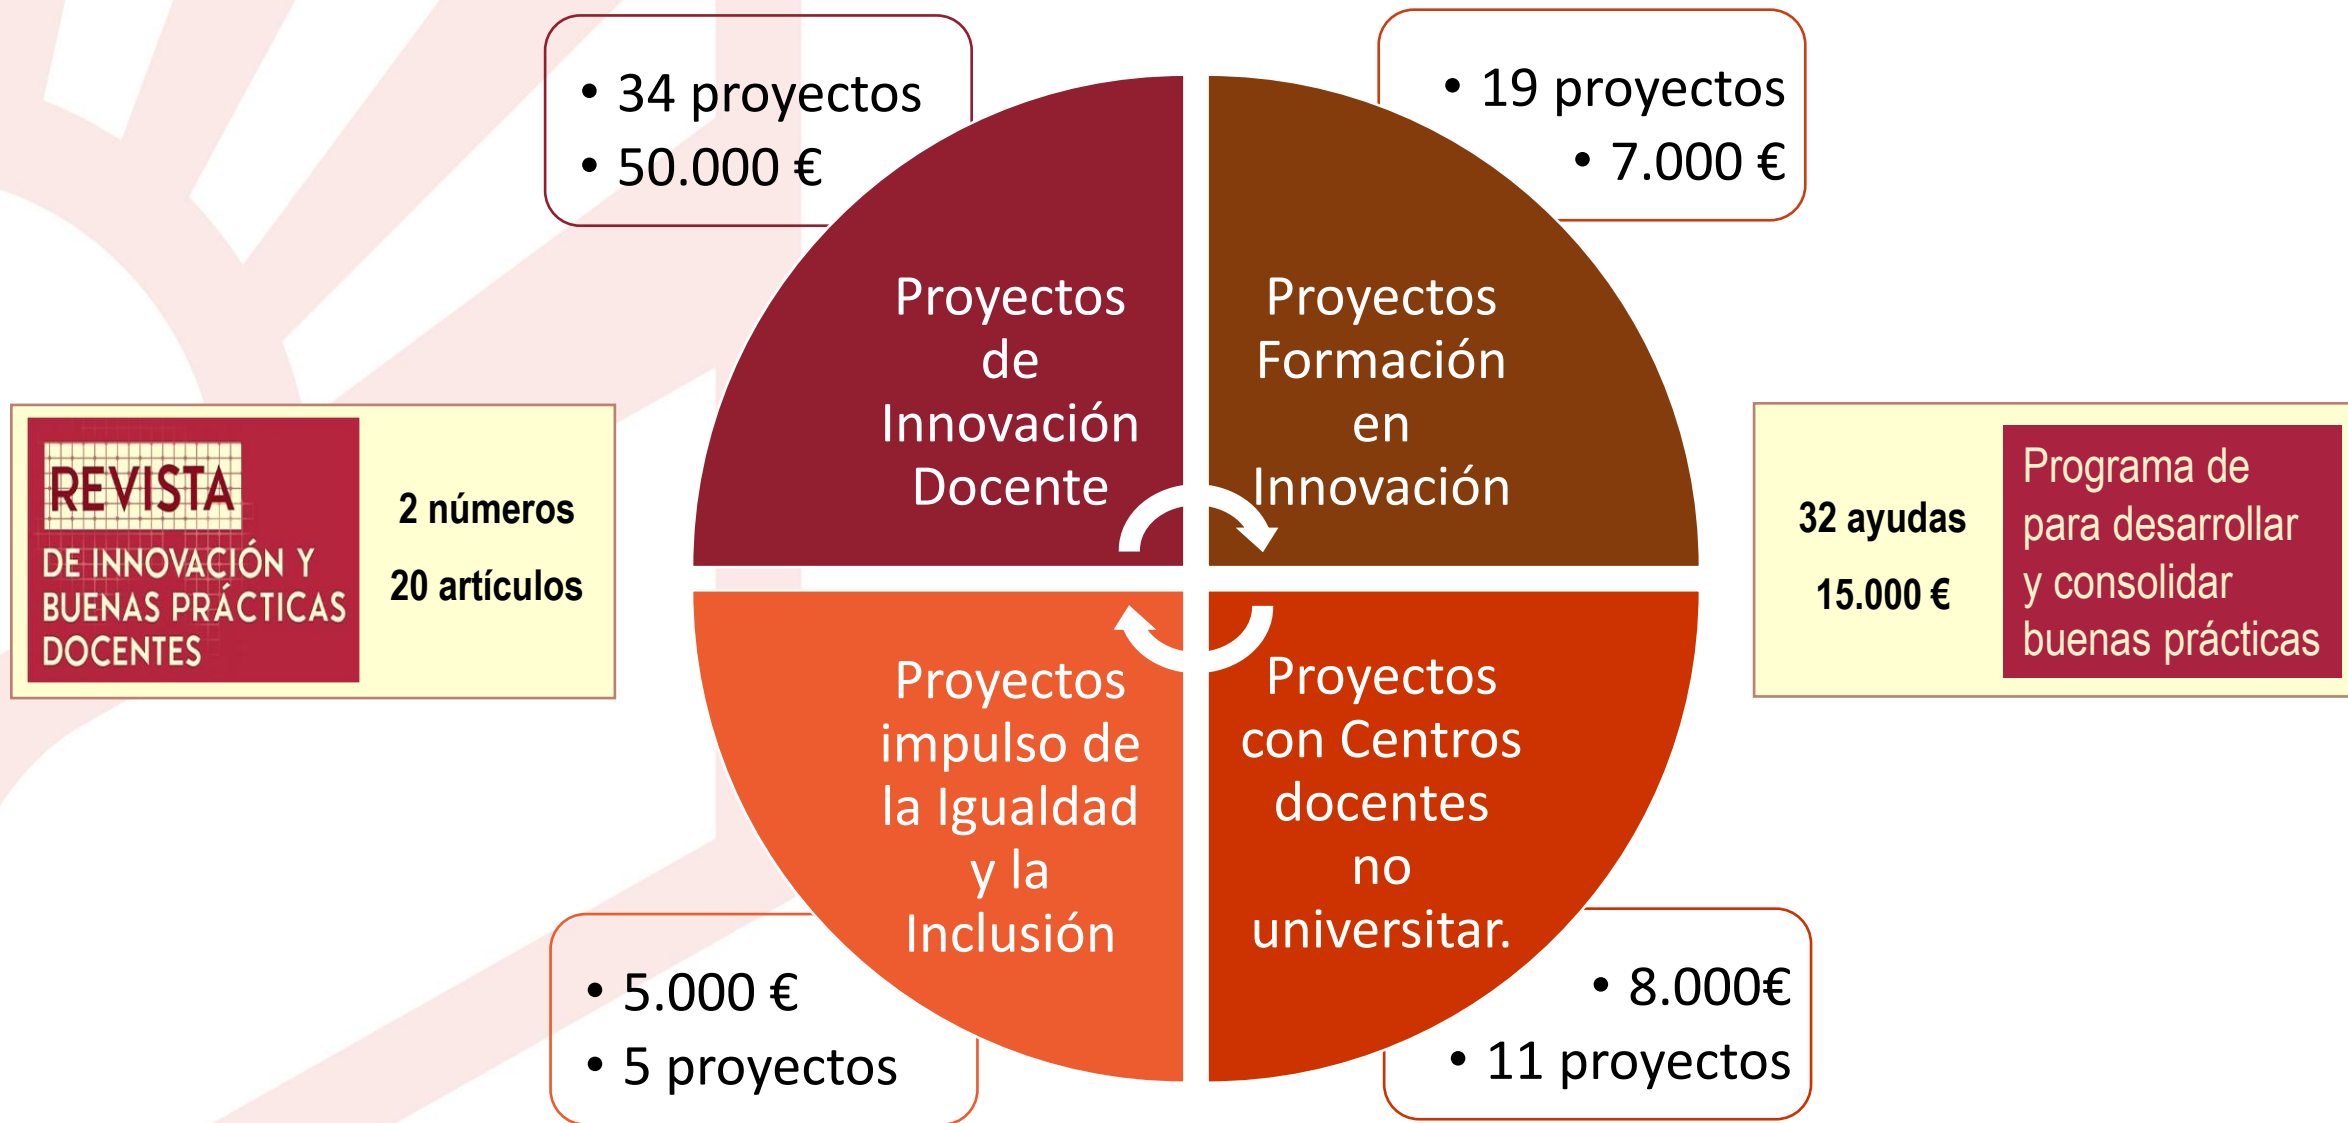 • 34 proyectos
• 50.000 €
• 19 proyectos
• 7.000 €
Proyectos
de
Innovación
Docente
Proyectos
Formación
en
Innovación
REVISTA
DE INNOVACIÓN Y
BUENAS PRÁCTICAS
DOCENTES
2 números
20 artículos
32 ayudas
15.000 €
Programa de
para desarrollar
y consolidar
buenas prácticas
Proyectos
impulso de
la Igualdad
y la
Inclusión
Proyectos
con Centros
docentes
no
universitar.
• 5.000 €
• 5 proyectos
• 8.000€
• 11 proyectos